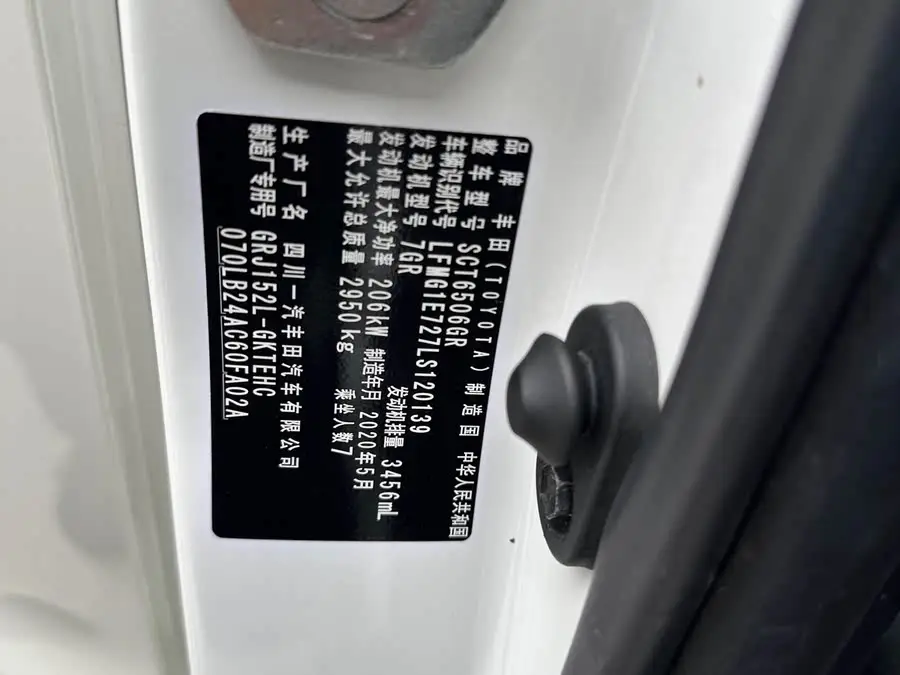 品牌 丰田(TOYOTA) 制造国 中华人民共和国
整车型号 SCT6506GR
车辆识别代号 LFMG1E727LS120139
发动机型号 7GR 发动机排量 3456mL
发动机最大净功率 206kW 制造年月 2020年5月
最大允许总质量 2950kg 乘坐人数 7
生产厂名 四川一汽丰田汽车有限公司
制造厂专用号 GRJ152L-GKTEHC
070LB24AC60FA02A